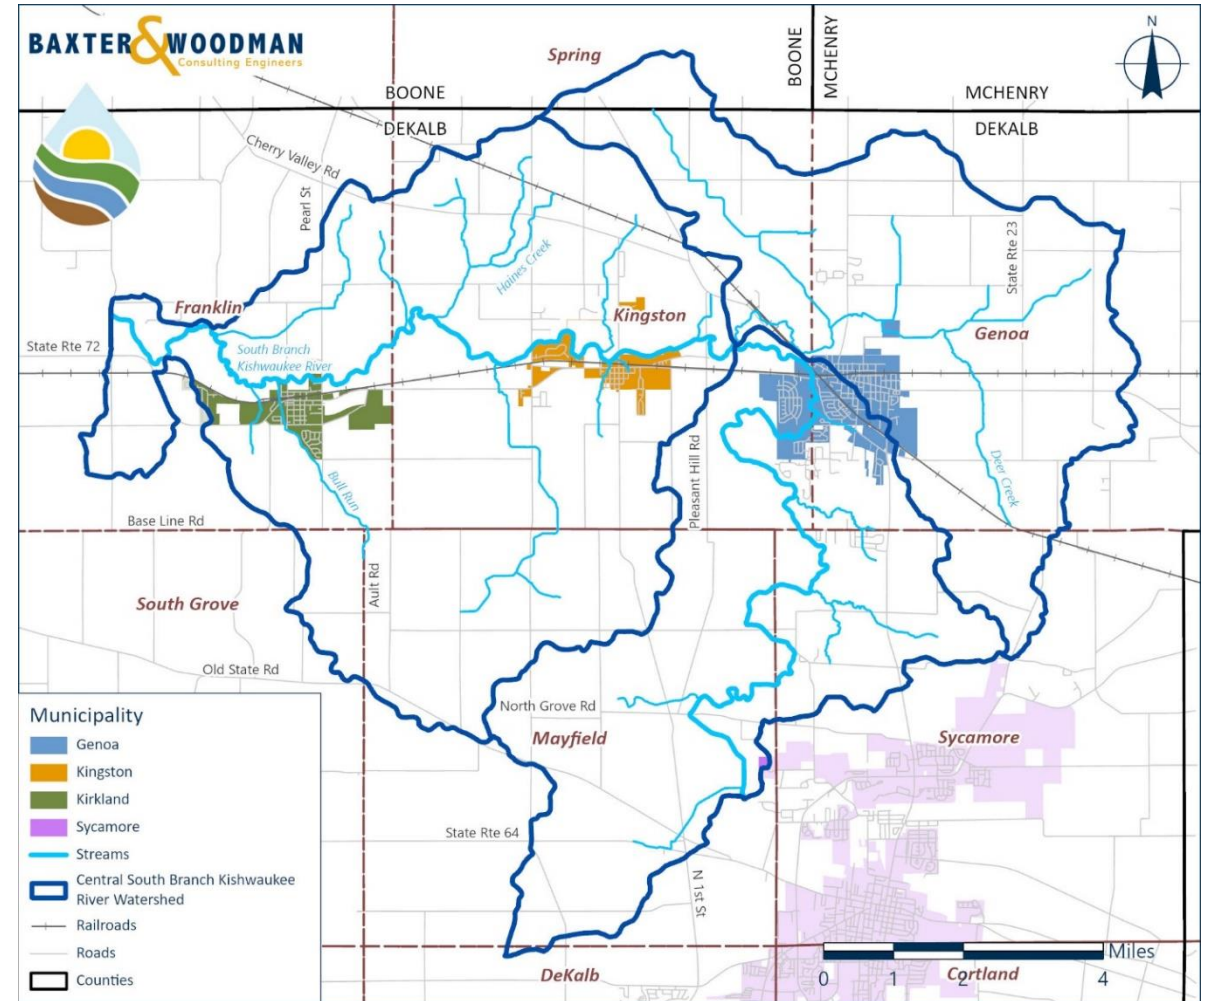 BAXTER & WOODMAN
Consulting Engineers
Spring
N
BOONE
MCHENRY
BOONE
DEKALB
MCHENRY
DEKALB
Cherry Valley Rd
Pearl St
Haines Creek
State Rte 23
Franklin
Kingston
Genoa
State Rte 72
South Branch
Kishwaukee River
Pleasant Hill Rd
Bull Run
Deer Creek
Base Line Rd
Ault Rd
South Grove
Old State Rd
North Grove Rd
Mayfield
Sycamore
State Rte 64
N 1st St
DeKalb
Cortland
Municipality
Genoa
Kingston
Kirkland
Sycamore
Streams
Central South Branch Kishwaukee
River Watershed
Railroads
Roads
Counties
Miles
0 1 2 4